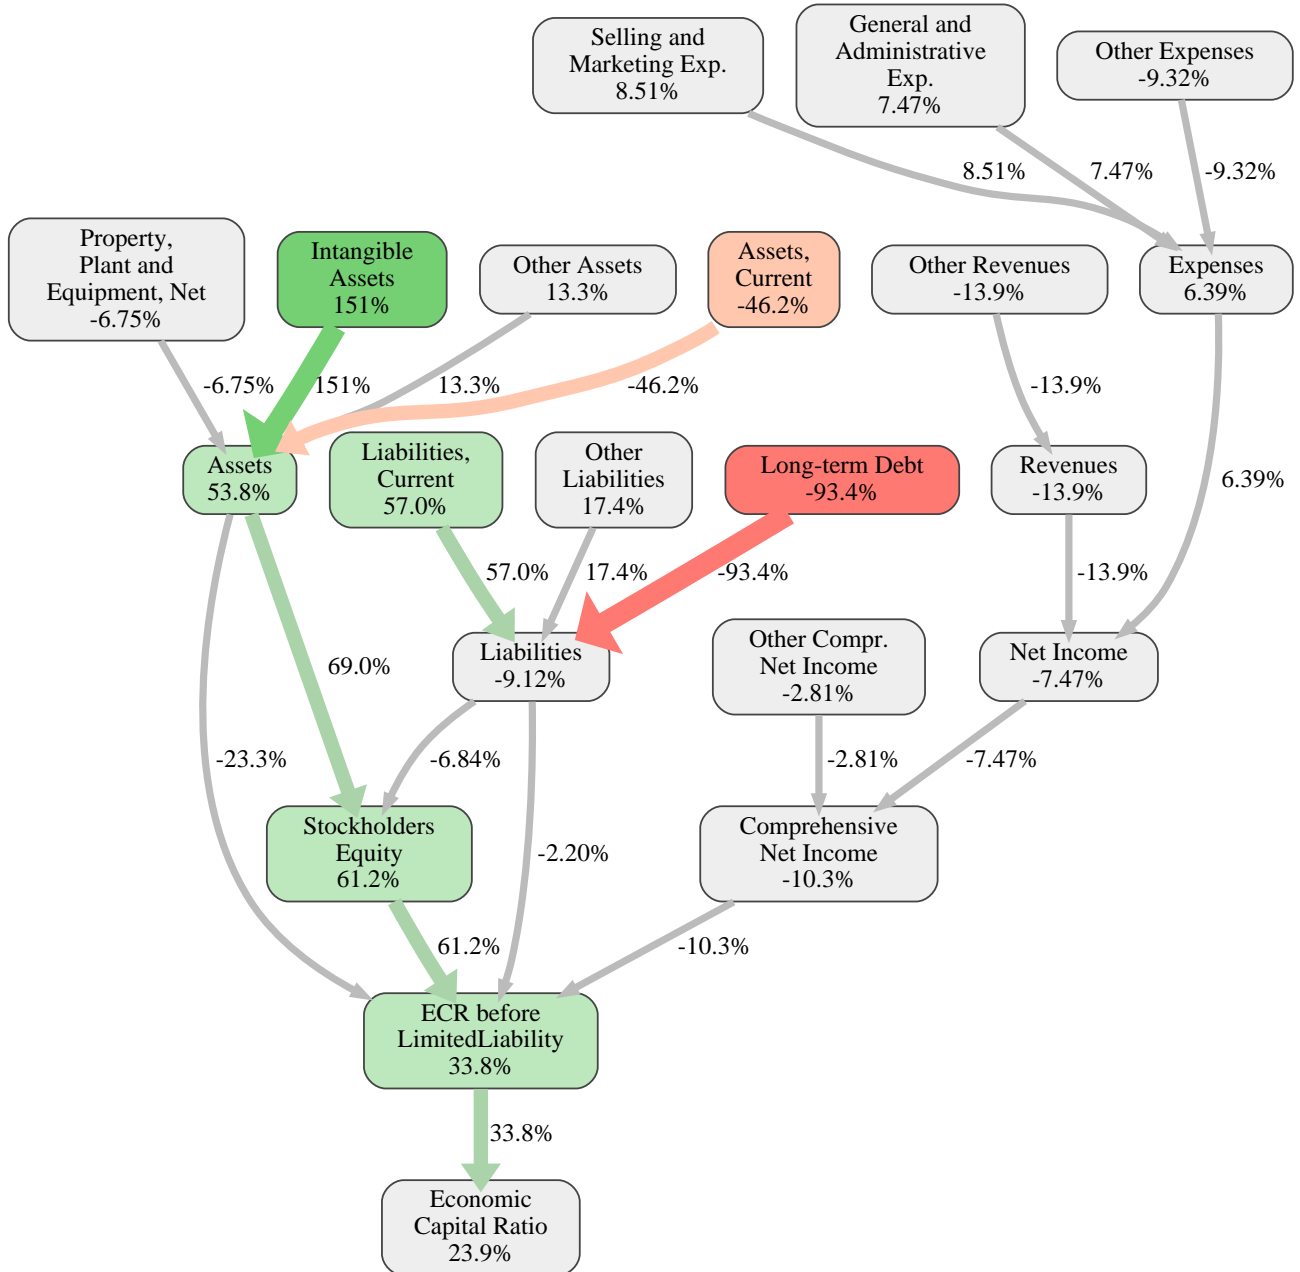 Selling and
Marketing Exp.
8.51%
General and
Administrative
Exp.
7.47%
Other Expenses
-9.32%
8.51%
7.47%
-9.32%
Property,
Plant and
Equipment, Net
-6.75%
Intangible
Assets
151%
Other Assets
13.3%
Assets,
Current
-46.2%
Other Revenues
-13.9%
Expenses
6.39%
-6.75%
151%
13.3%
-46.2%
-13.9%
6.39%
Assets
53.8%
Liabilities,
Current
57.0%
Other
Liabilities
17.4%
Long-term Debt
-93.4%
Revenues
-13.9%
57.0%
17.4%
-93.4%
-13.9%
69.0%
Liabilities
-9.12%
Other Compr.
Net Income
-2.81%
Net Income
-7.47%
-23.3%
-6.84%
-2.81%
-7.47%
Stockholders
Equity
61.2%
-2.20%
Comprehensive
Net Income
-10.3%
61.2%
-10.3%
ECR before
LimitedLiability
33.8%
33.8%
Economic
Capital Ratio
23.9%